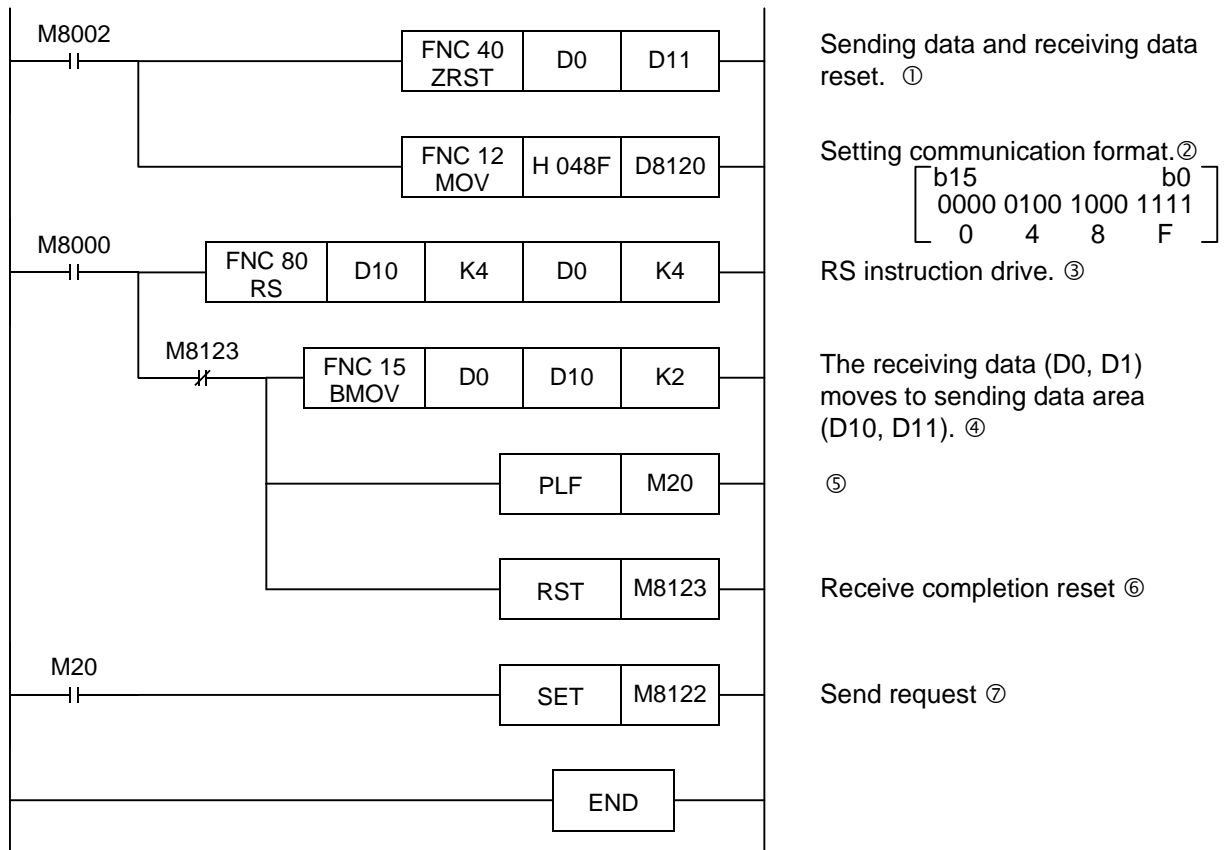 M8002
FNC 40 D0 D11
ZRST
Sending data and receiving data
reset. ①
FNC 12 H 048F D8120
MOV
Setting communication format.②
b15 b0
0000 0100 1000 1111
0 4 8 F
M8000
FNC 80 D10 K4 D0 K4
RS
RS instruction drive. ③
M8123
FNC 15 D0 D10 K2
BMOV
The receiving data (D0, D1)
moves to sending data area
(D10, D11). ④
PLF M20
⑤
RST M8123
Receive completion reset ⑥
M20
SET M8122
Send request ⑦
END